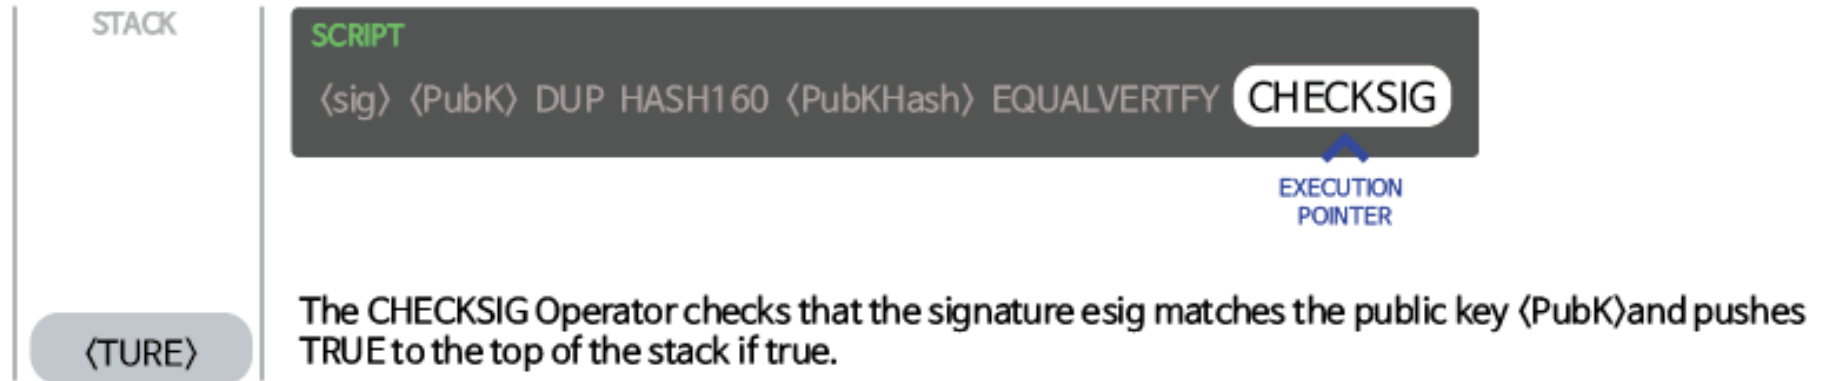 STACK
SCRIPT
〈sig〉 〈PubK〉 DUP HASH160 〈PubKHash〉 EQUALVERTFY CHECKSIG
EXECUTION
POINTER
The CHECKSIG Operator checks that the signature esig matches the public key 〈PubK〉and pushes
TRUE to the top of the stack if true.
〈TURE〉